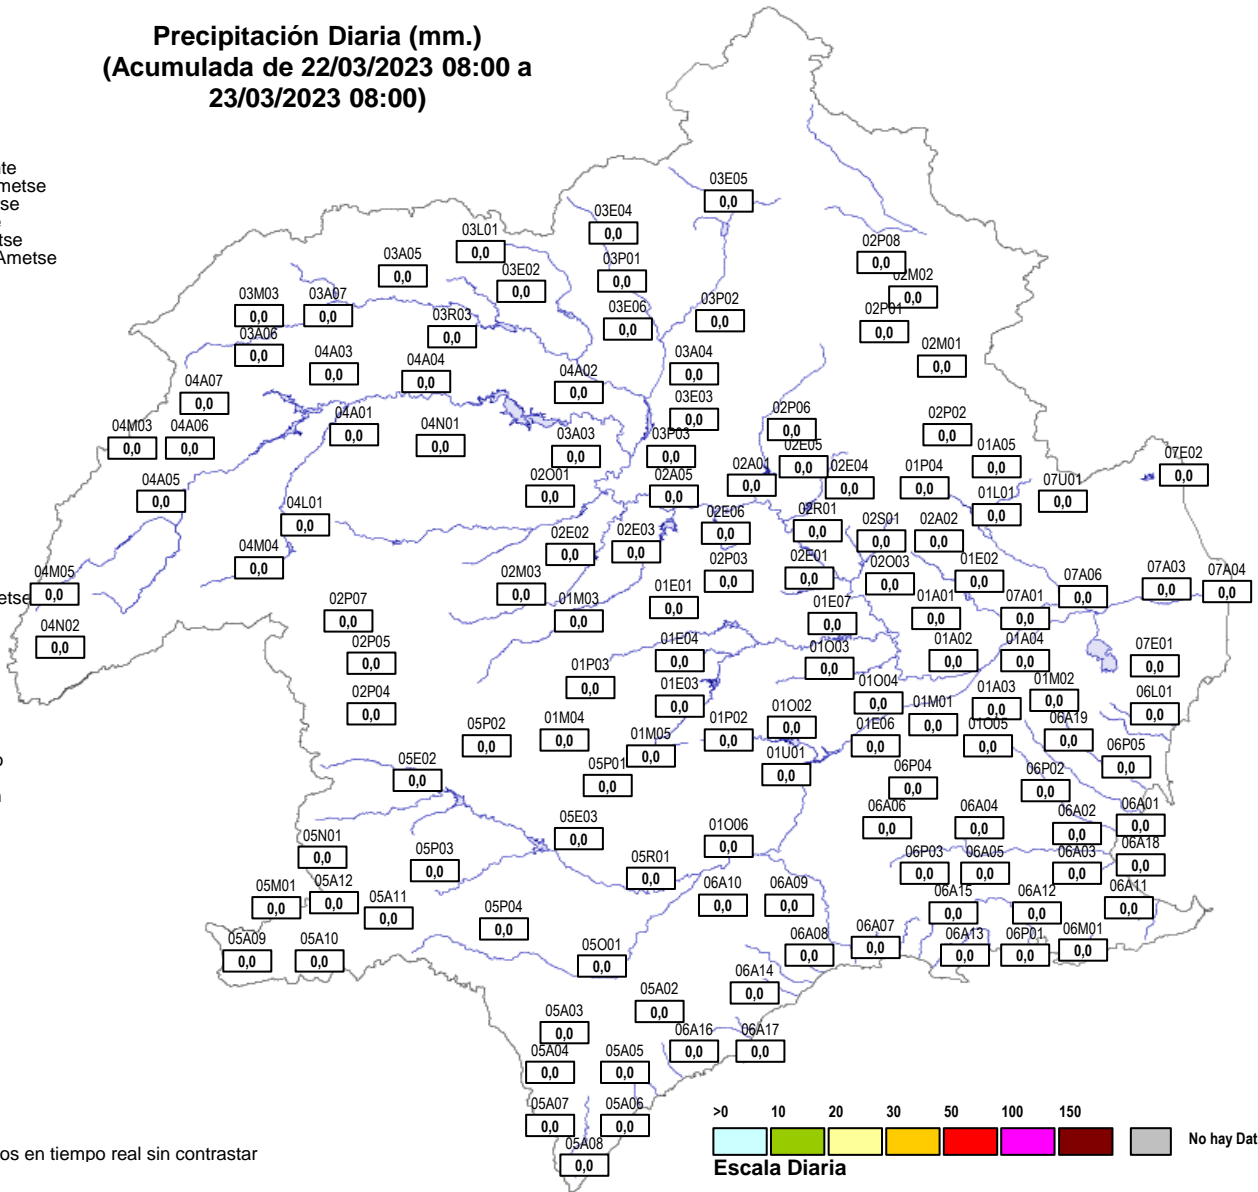 Precipitación Diaria (mm.)
(Acumulada de 22/03/2023 08:00 a
23/03/2023 08:00)
03E05
0,0
03E04
0,0
03L01
0,0
03A05
0,0
03E02
0,0
03P01
0,0
02P08
0,0
02M02
0,0
03M03
0,0
03A07
0,0
03R03
0,0
03E06
0,0
03P02
0,0
02P01
0,0
03A06
0,0
04A03
0,0
04A04
0,0
04A02
0,0
03A04
0,0
02M01
0,0
04A07
0,0
03E03
0,0
04M03
0,0
04A06
0,0
04A01
0,0
04N01
0,0
03A03
0,0
03P03
0,0
02P06
0,0
02E05
0,0
02P02
0,0
01A05
0,0
07E02
0,0
04A05
0,0
02O01
0,0
02A05
0,0
02A01
0,0
02E04
0,0
01P04
0,0
01L01
0,0
07U01
0,0
04L01
0,0
02E02
0,0
02E03
0,0
02E06
0,0
02R01
0,0
02S01
0,0
02A02
0,0
04M04
0,0
04M05
0,0
etse
02M03
0,0
01M03
0,0
01E01
0,0
02P03
0,0
02E01
0,0
02O03
0,0
01E02
0,0
07A06
0,0
07A03
0,0
07A04
0,0
04N02
0,0
02P07
0,0
01E07
0,0
01A01
0,0
07A01
0,0
02P05
0,0
01E04
0,0
01O03
0,0
01A02
0,0
01A04
0,0
07E01
0,0
02P04
0,0
01P03
0,0
01E03
0,0
01O04
0,0
01M01
0,0
01A03
0,0
01M02
0,0
06L01
0,0
05P02
0,0
01M04
0,0
01M05
0,0
01P02
0,0
01O02
0,0
01E06
0,0
01O05
0,0
06A19
0,0
06P05
0,0
05E02
0,0
05P01
0,0
01U01
0,0
06P04
0,0
06P02
0,0
05E03
0,0
01O06
0,0
06A06
0,0
06A04
0,0
06A02
0,0
06A01
0,0
05N01
0,0
05P03
0,0
05R01
0,0
06P03
0,0
06A05
0,0
06A03
0,0
06A18
0,0
05M01
0,0
05A12
0,0
05A11
0,0
05P04
0,0
06A10
0,0
06A09
0,0
06A15
0,0
06A12
0,0
06A11
0,0
05A09
0,0
05A10
0,0
05O01
0,0
06A08
0,0
06A07
0,0
06A13
0,0
06P01
0,0
06M01
0,0
06A14
0,0
05A02
0,0
05A03
0,0
06A16
0,0
06A17
0,0
05A04
0,0
05A05
0,0
05A07
0,0
05A06
0,0
05A08
0,0
te
metse
se
tse
Ametse
os en tiempo real sin contrastar
>0 10 20 30 50 100 150
No hay Dat
Escala Diaria